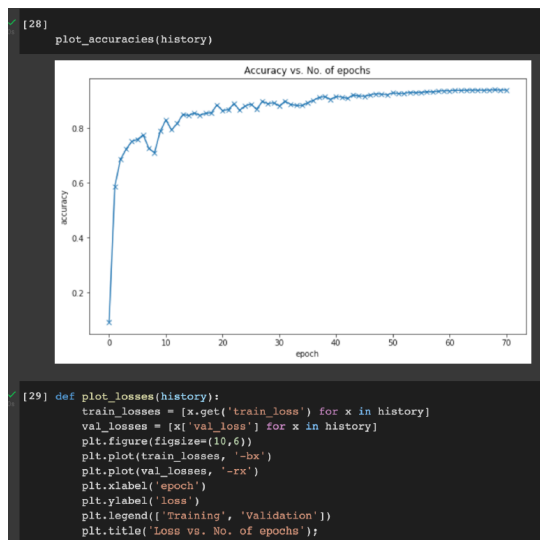 [28]
plot_accuracies(history)
Accuracy vs. No. of epochs
accuracy
0.8
0.6
0.4
0.2
0 10 20 30 40 50 60 70
epoch
[29] def plot_losses(history):
train_losses = [x.get('train_loss') for x in history]
val_losses = [x['val_loss'] for x in history]
plt.figure(figsize=(10,6))
plt.plot(train_losses, '-bx')
plt.plot(val_losses, '-rx')
plt.xlabel('epoch')
plt.ylabel('loss')
plt.legend(['Training', 'Validation'])
plt.title('Loss vs. No. of epochs');